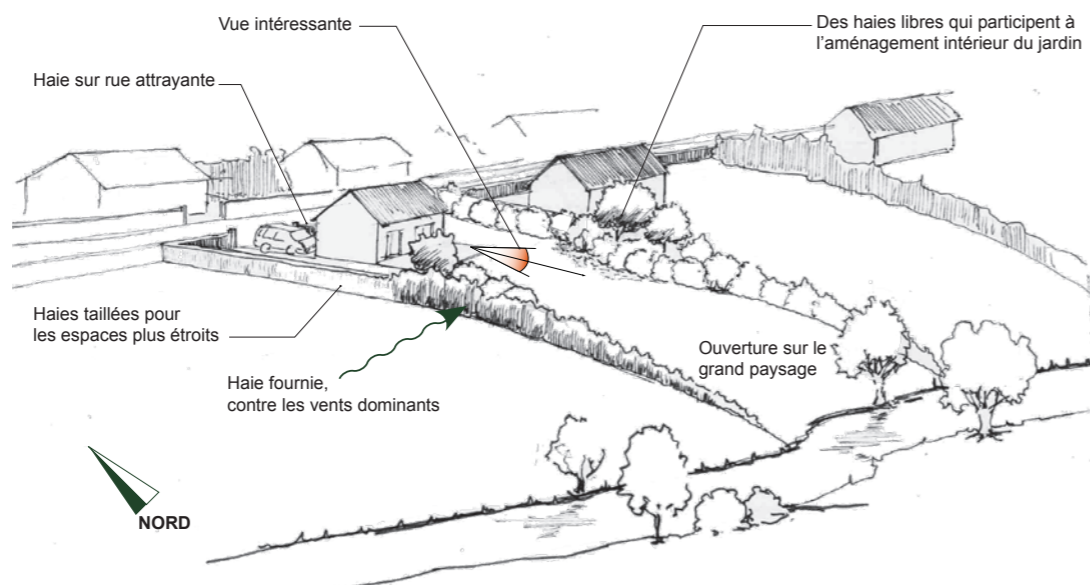 Vue intéressante
Des haies libres qui participent à
l’aménagement intérieur du jardin
Haie sur rue attrayante
Haies taillées pour
les espaces plus étroits
Ouverture sur le
grand paysage
Haie fournie,
contre les vents dominants
NORD